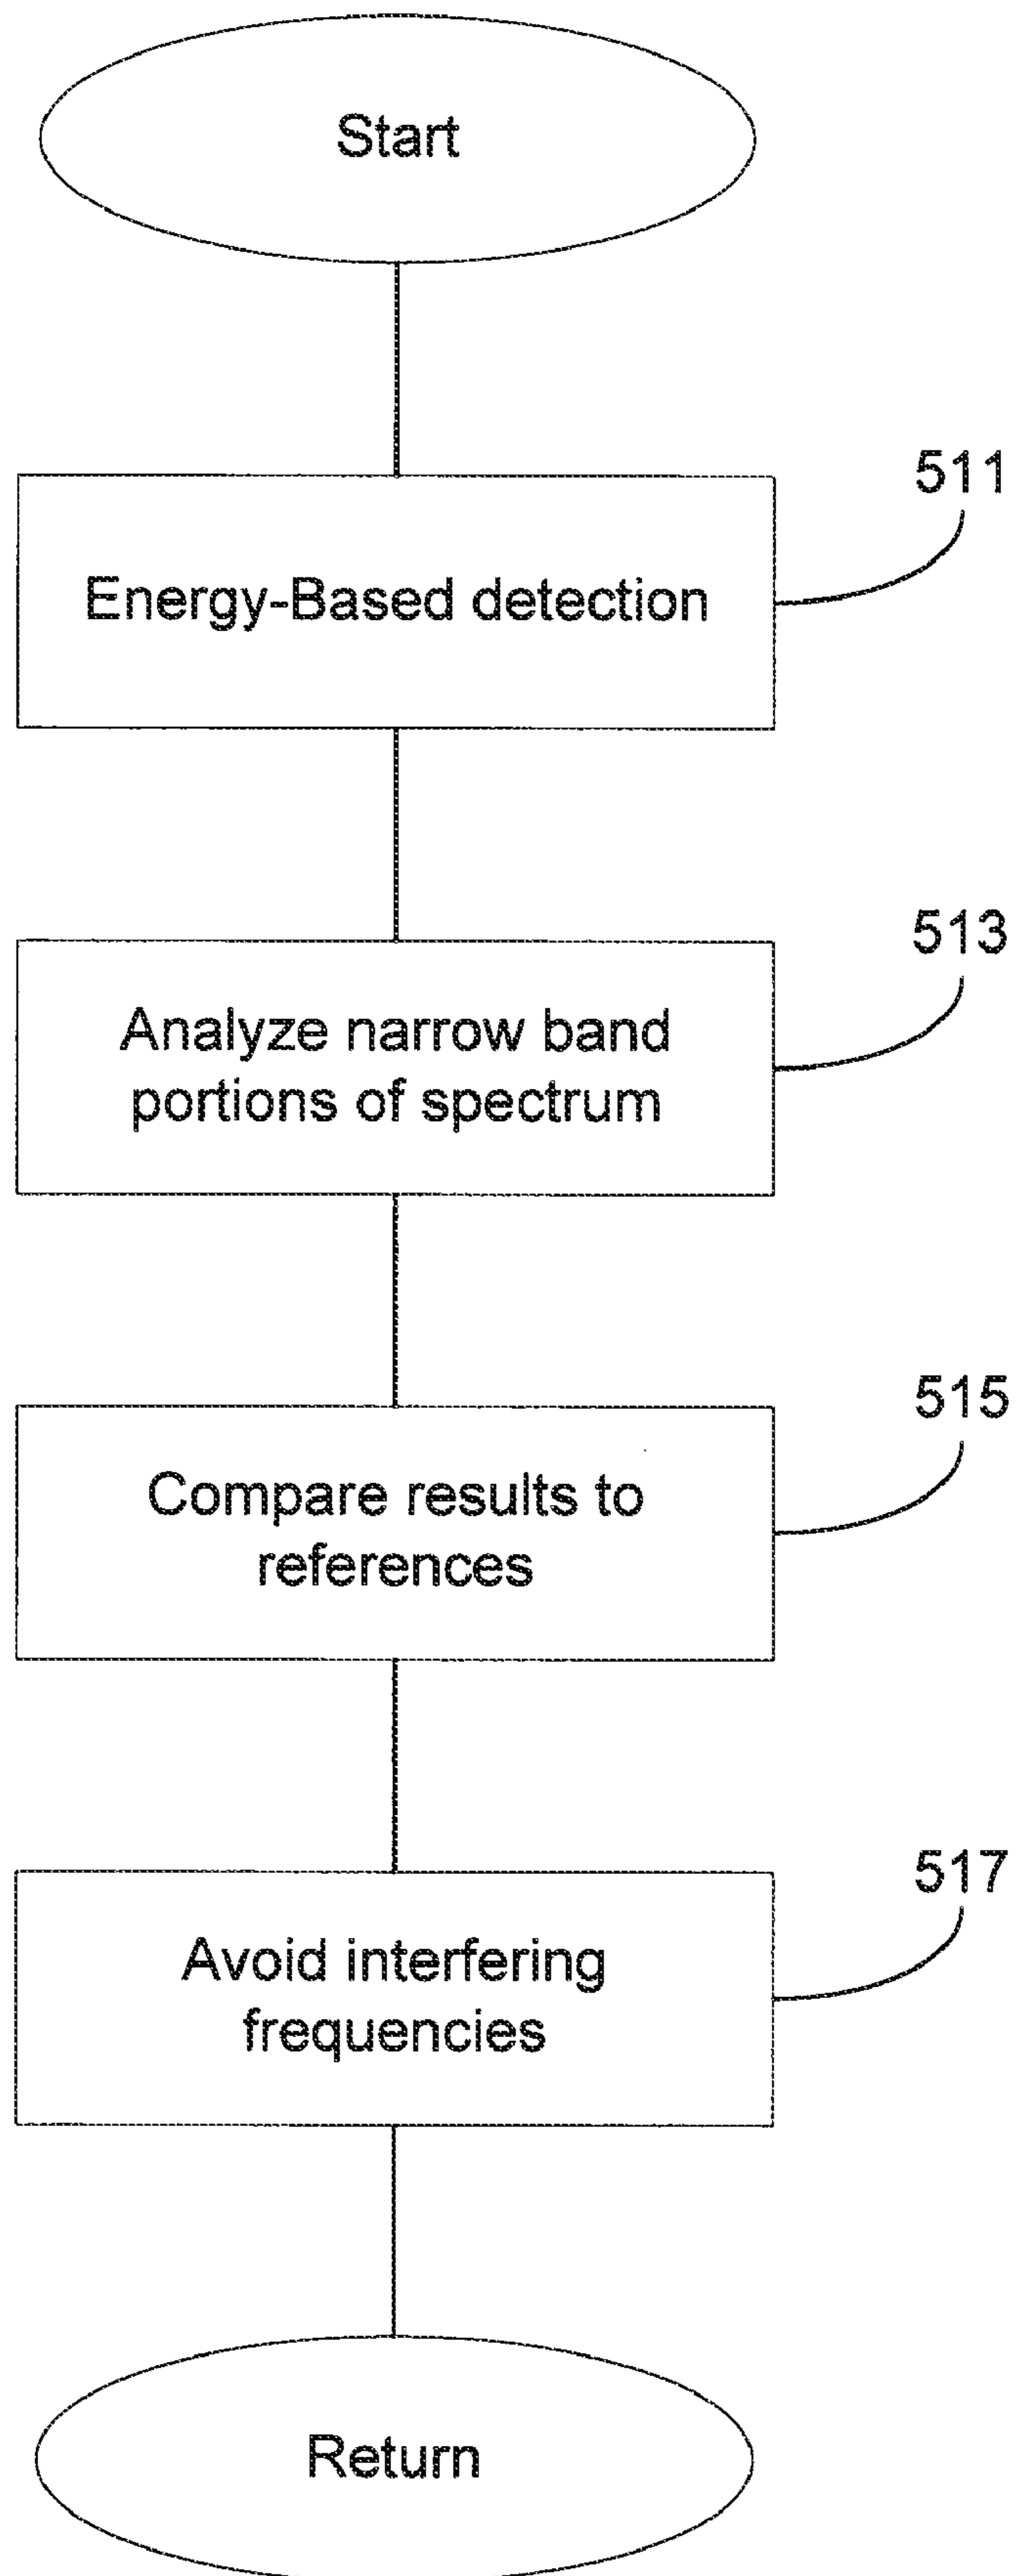 Start
511
Energy-Based detection
513
Analyze narrow band
portions of spectrum
515
Compare results to
references
517
Avoid interfering
frequencies
Return